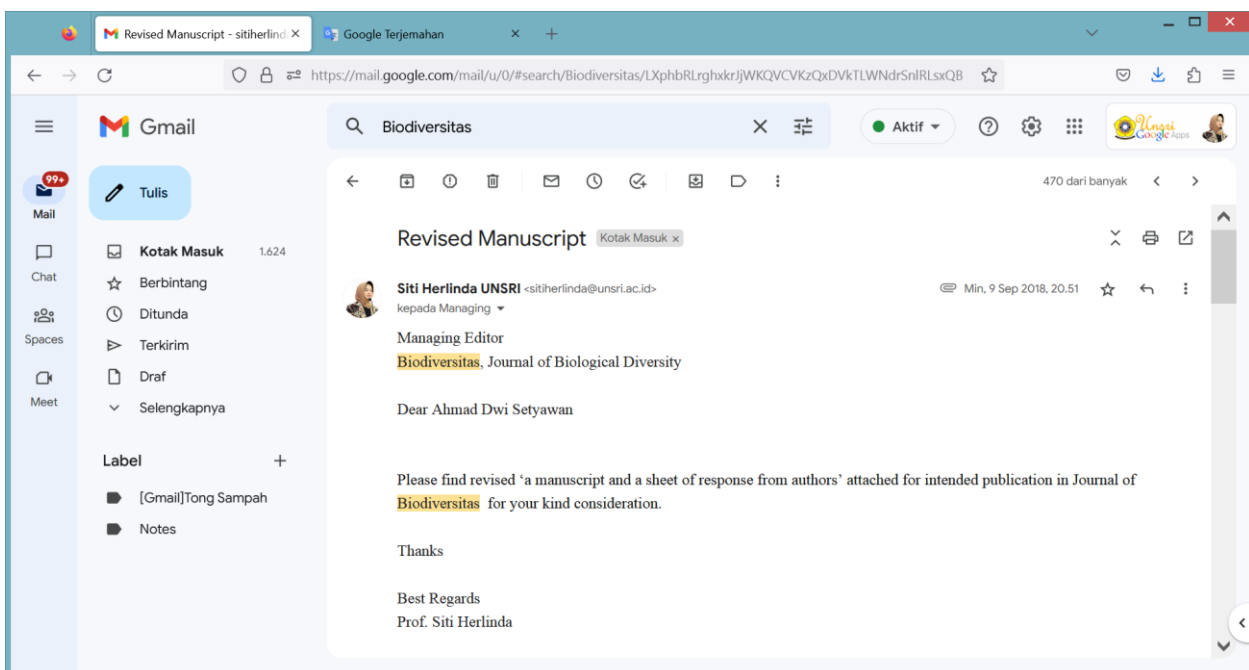 Revised Manuscript - sitiherlind
Google Terjemahan
https://mail.google.com/mail/u/0/#search/Biodiversitas/LXphbRLrghxkrJjWKQVCVKzQxDVkTLWNdrSnlRLsxQB
Gmail
Biodiversitas
Aktif
Unsri
Google Apps
99+
Mail
Chat
Spaces
Meet
Tulis
Kotak Masuk 1.624
Berbintang
Ditunda
Terkirim
Draf
Selengkapnya
Label
[Gmail]Tong Sampah
Notes
470 dari banyak
Revised Manuscript Kotak Masuk x
Siti Herlinda UNSRI <sitiherlinda@unsri.ac.id> Min, 9 Sep 2018, 20.51
kepada Managing
Managing Editor
Biodiversitas, Journal of Biological Diversity
Dear Ahmad Dwi Setyawan
Please find revised ‘a manuscript and a sheet of response from authors’ attached for intended publication in Journal of
Biodiversitas for your kind consideration.
Thanks
Best Regards
Prof. Siti Herlinda